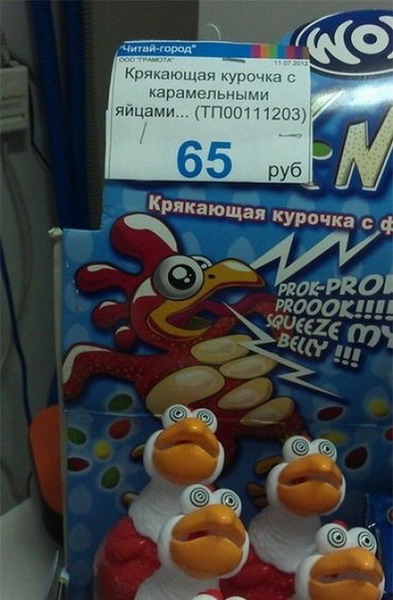 "Читай-город"
ООО "ГРАМОТА" 11.07.2012
Крякающая курочка с
карамельными
яйцами... (ТП00111203)
65 руб
WOW
Крякающая курочка с ф
PROK-PROK
PROOOK!!!!
SQUEEZE MY
BELLY !!!